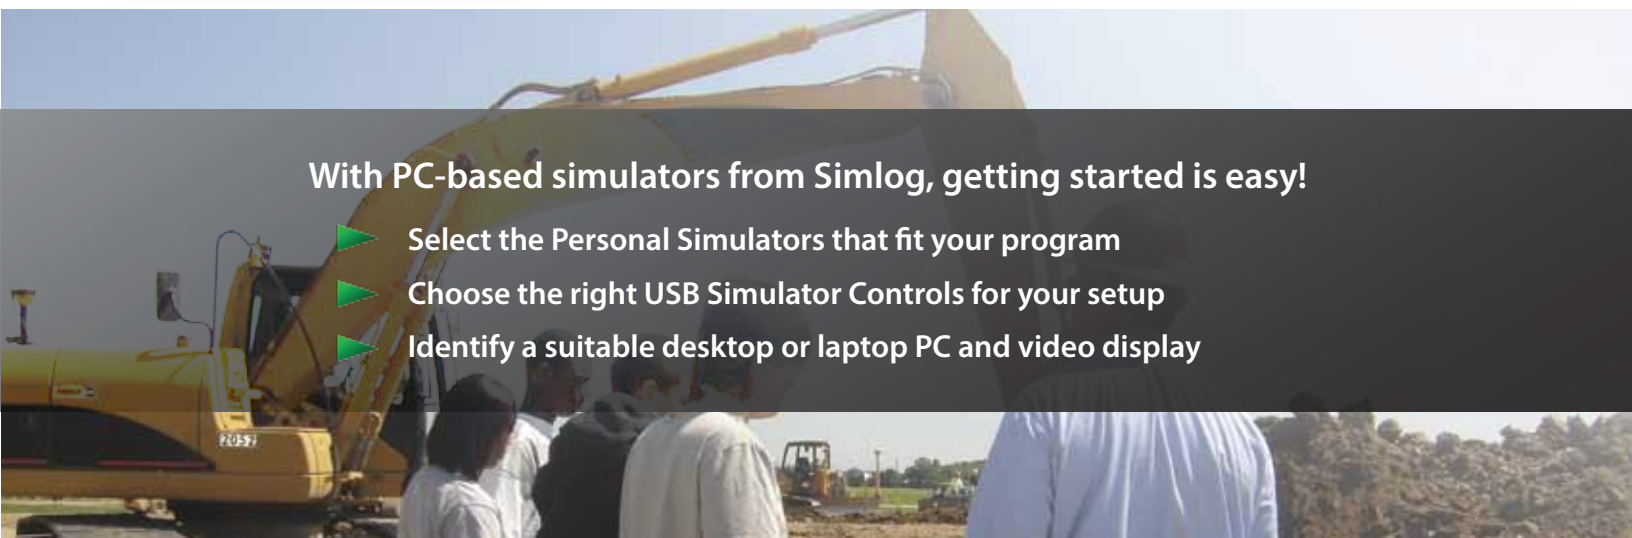 With PC-based simulators from Simlog, getting started is easy!
Select the Personal Simulators that fit your program
Choose the right USB Simulator Controls for your setup
Identify a suitable desktop or laptop PC and video display
2052